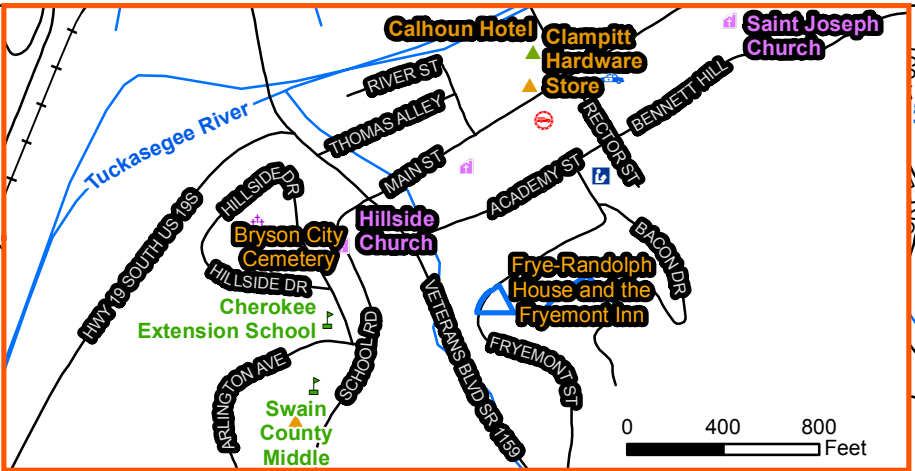 Calhoun Hotel
Clampitt
Hardware
Store
Saint Joseph
Church
RIVER ST
THOMAS ALLEY
Tuckasegee River
MAIN ST
RECTOR ST
BENNETT HILL
ACADEMY ST
HILLSIDE DR
HWY 19 SOUTH US 19S
Bryson City
Cemetery
Hillside
Church
HILLSIDE DR
BACON DR
Frye-Randolph
House and the
Fryemont Inn
Cherokee
Extension School
VETERANS BLVD SR 1159
SCHOOL RD
FRYEMONT ST
ARLINGTON AVE
Swain
County
Middle
0 400 800
Feet